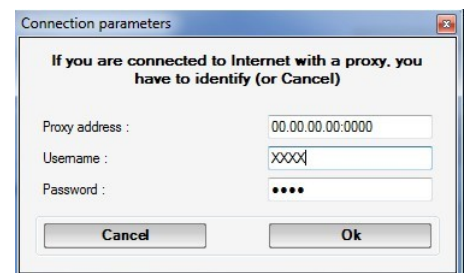 Connection parameters
If you are connected to Internet with a proxy, you
have to identify (or Cancel)
Proxy address : 00.00.00.00:0000
Username : XXXX
Password : ••••
Cancel Ok